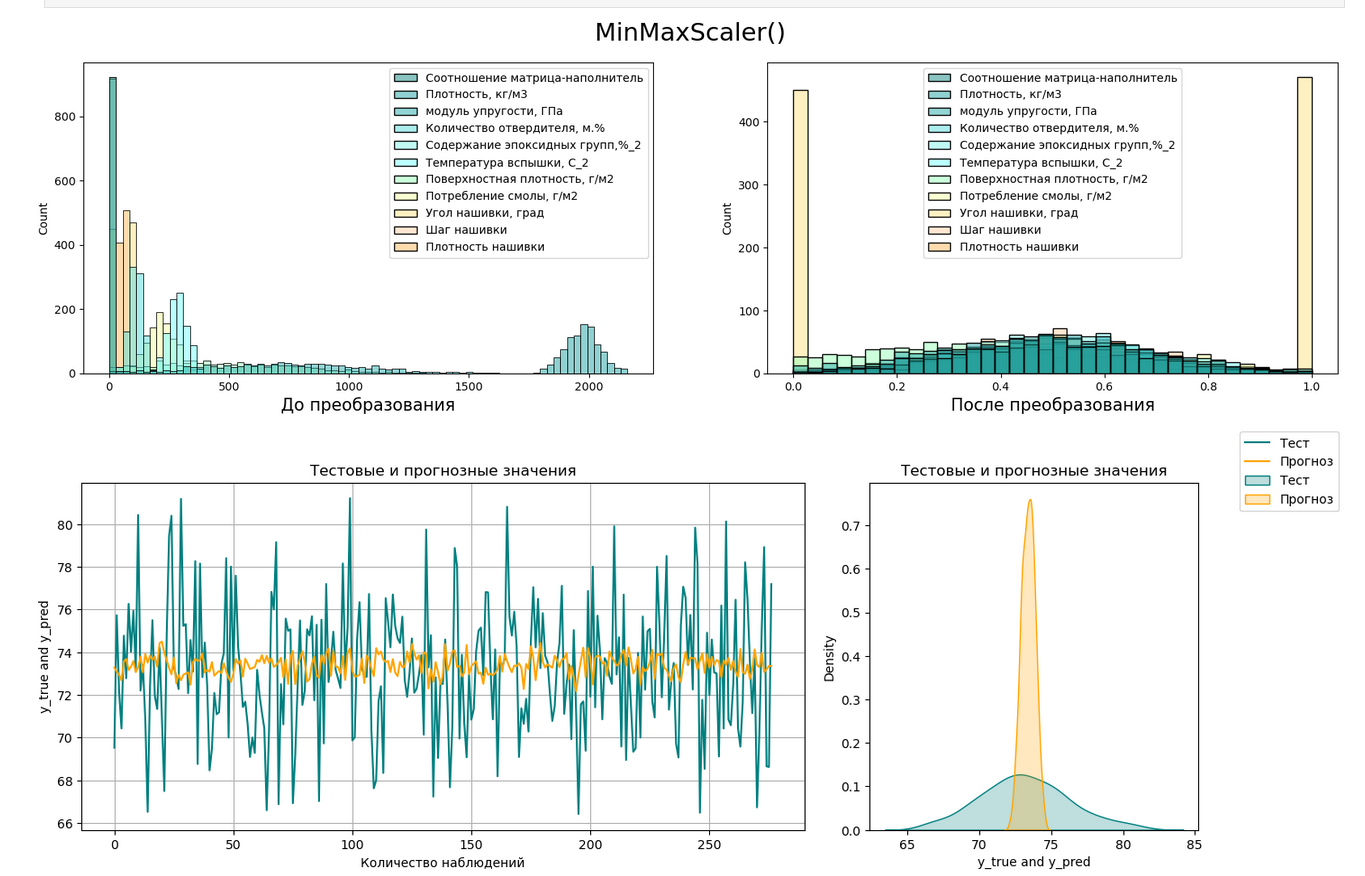 MinMaxScaler()
Соотношение матрица-наполнитель
Плотность, кг/м3
модуль упругости, ГПа
Количество отвердителя, м.%
Содержание эпоксидных групп,%_2
Температура вспышки, С_2
Поверхностная плотность, г/м2
Потребление смолы, г/м2
Угол нашивки, град
Шаг нашивки
Плотность нашивки
Count
800
600
400
200
0
0 500 1000 1500 2000
До преобразования
Соотношение матрица-наполнитель
Плотность, кг/м3
модуль упругости, ГПа
Количество отвердителя, м.%
Содержание эпоксидных групп,%_2
Температура вспышки, С_2
Поверхностная плотность, г/м2
Потребление смолы, г/м2
Угол нашивки, град
Шаг нашивки
Плотность нашивки
Count
400
300
200
100
0
0.0 0.2 0.4 0.6 0.8 1.0
После преобразования
Тест
Прогноз
Тест
Прогноз
Тестовые и прогнозные значения
y_true and y_pred
80
78
76
74
72
70
68
66
0 50 100 150 200 250
Количество наблюдений
Тестовые и прогнозные значения
Density
0.7
0.6
0.5
0.4
0.3
0.2
0.1
0.0
65 70 75 80 85
y_true and y_pred